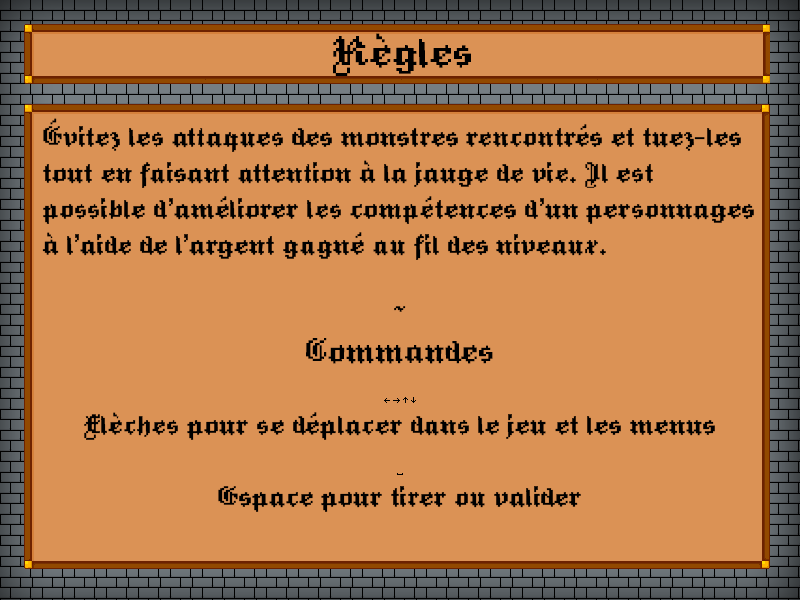 Règles
Évitez les attaques des monstres rencontrés et tuez-les
tout en faisant attention à la jauge de vie. Il est
possible d'améliorer les compétences d'un personnages
à l'aide de l'argent gagné au fil des niveaux.
~
Commandes
←→↑↓
Flèches pour se déplacer dans le jeu et les menus
⎵
Espace pour tirer ou valider